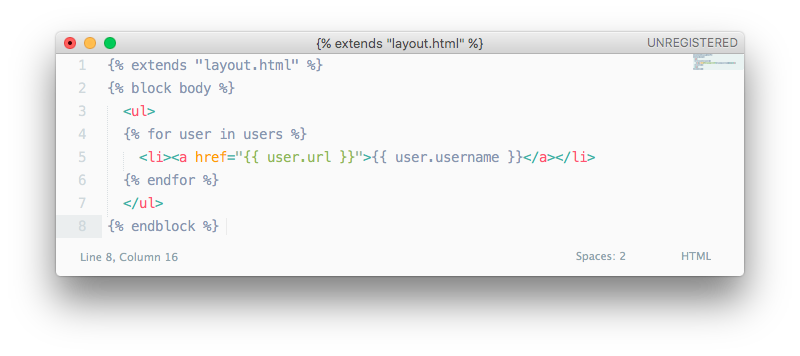 {% extends "layout.html" %}
UNREGISTERED
1 {% extends "layout.html" %}
2 {% block body %}
3 <ul>
4 {% for user in users %}
5 <li><a href="{{ user.url }}">{{ user.username }}</a></li>
6 {% endfor %}
7 </ul>
8 {% endblock %}
Line 8, Column 16
Spaces: 2
HTML